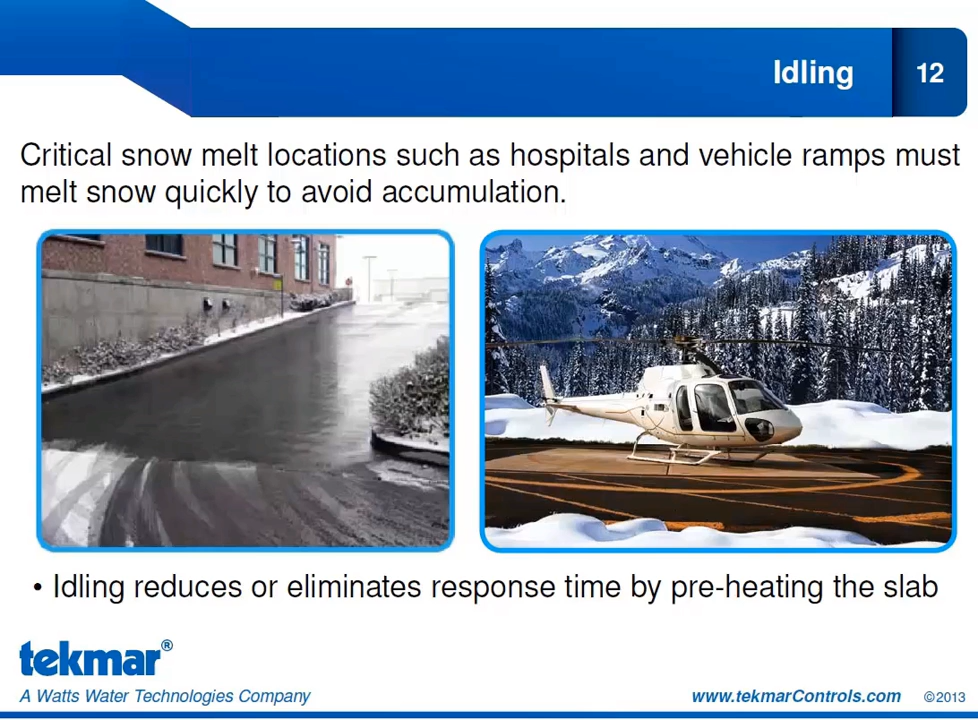 Idling
12
Critical snow melt locations such as hospitals and vehicle ramps must
melt snow quickly to avoid accumulation.
• Idling reduces or eliminates response time by pre-heating the slab
tekmar®
A Watts Water Technologies Company
www.tekmarControls.com ©2013